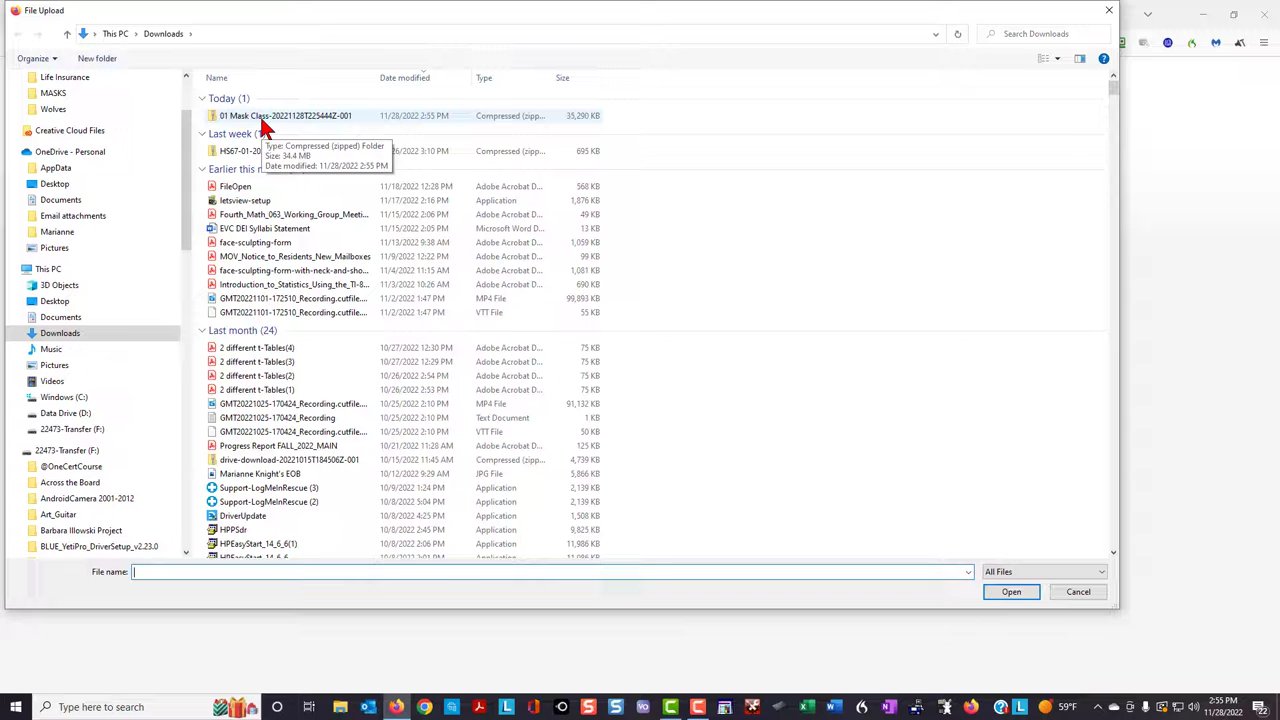 File Upload
This PC > Downloads >
Search Downloads
Organize
New folder
Life Insurance
MASKS
Wolves
Creative Cloud Files
OneDrive - Personal
AppData
Desktop
Documents
Email attachments
Marianne
Pictures
This PC
3D Objects
Desktop
Documents
Downloads
Music
Pictures
Videos
Windows (C:)
Data Drive (D:)
22473-Transfer (F:)
22473-Transfer (F:)
@OneCertCourse
Across the Board
AndroidCamera 2001-2012
Art_Guitar
Barbara Illowski Project
BLUE_YetiPro_DriverSetup_v2.23.0
Name Date modified Type Size
Today (1)
01 Mask Class-20221128T225444Z-001 11/28/2022 2:55 PM Compressed (zipp... 35,290 KB
Last week
Type: Compressed (zipped) Folder
Size: 34.4 MB
Date modified: 11/28/2022 2:55 PM
HS67-01-20 3:10 PM Compressed (zipp... 695 KB
Earlier this
FileOpen 11/18/2022 12:28 PM Adobe Acrobat D... 568 KB
letsview-setup 11/17/2022 2:16 PM Application 1,876 KB
Fourth_Math_063_Working_Group_Meeti... 11/15/2022 2:06 PM Adobe Acrobat D... 49 KB
EVC DEI Syllabi Statement 11/15/2022 2:05 PM Microsoft Word D... 13 KB
face-sculpting-form 11/13/2022 9:38 AM Adobe Acrobat D... 1,059 KB
MOV_Notice_to_Residents_New_Mailboxes 11/9/2022 12:22 PM Adobe Acrobat D... 60 KB
face-sculpting-form-with-neck-and-sho... 11/4/2022 11:15 AM Adobe Acrobat D... 1,081 KB
Introduction_to_Statistics_Using_the_TI-8... 11/3/2022 10:26 AM Adobe Acrobat D... 690 KB
GMT20221101-172510_Recording.cutfile.... 11/2/2022 1:47 PM MP4 File 99,893 KB
GMT20221101-172510_Recording.cutfile.... 11/2/2022 1:47 PM VTT File 55 KB
Last month (24)
2 different t-Tables(4) 10/27/2022 12:30 PM Adobe Acrobat D... 75 KB
2 different t-Tables(3) 10/27/2022 12:29 PM Adobe Acrobat D... 75 KB
2 different t-Tables(2) 10/26/2022 2:54 PM Adobe Acrobat D... 75 KB
2 different t-Tables(1) 10/26/2022 2:53 PM Adobe Acrobat D... 75 KB
GMT20221025-170424_Recording.cutfile.... 10/25/2022 2:10 PM MP4 File 91,132 KB
GMT20221025-170424_Recording 10/25/2022 2:10 PM Text Document 1 KB
GMT20221025-170424_Recording.cutfile.... 10/25/2022 2:10 PM VTT File 50 KB
Progress Report FALL_2022_MAIN 10/21/2022 11:28 AM Adobe Acrobat D... 125 KB
drive-download-20221015T184506Z-001 10/15/2022 11:45 AM Compressed (zipp... 4,739 KB
Marianne Knight's EOB 10/12/2022 9:29 AM JPG File 5,866 KB
Support-LogMeInRescue (3) 10/9/2022 1:24 PM Application 2,139 KB
Support-LogMeInRescue (2) 10/8/2022 5:04 PM Application 2,139 KB
DriverUpdate 10/8/2022 4:25 PM Application 1,508 KB
HPPSdr 10/8/2022 2:45 PM Application 9,825 KB
HPEasyStart_14_6_6(1) 10/8/2022 2:06 PM Application 11,986 KB
HPEasyStart_14_6_6 10/8/2022 2:01 PM Application 11,986 KB
File name:
All Files
Open
Cancel
Type here to search
59°F
2:55 PM
11/28/2022
22